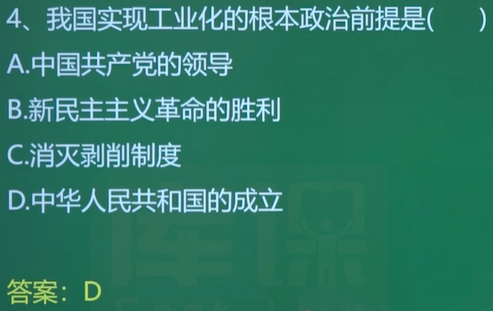 4、我国实现工业化的根本政治前提是(      )
A.中国共产党的领导
B.新民主主义革命的胜利
C.消灭剥削制度
D.中华人民共和国的成立
答案：D